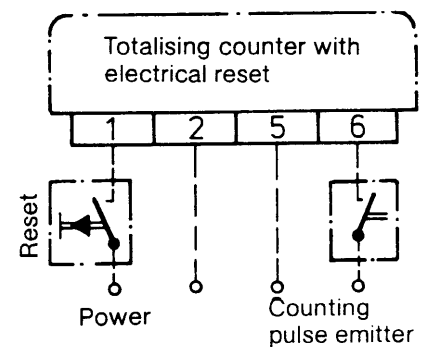 Totalising counter with
electrical reset
1 2 5 6
Reset
Power
Counting
pulse emitter